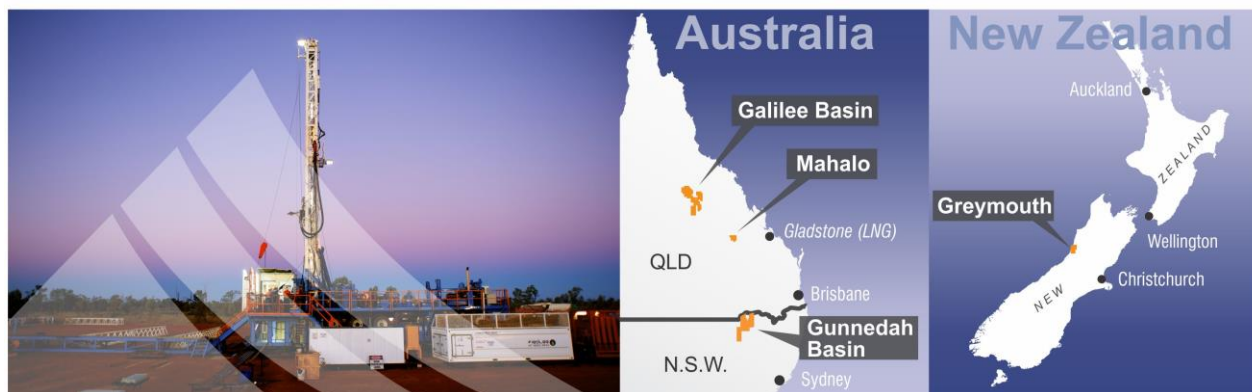 Australia
Galilee Basin
Mahalo
Gladstone (LNG)
QLD
Brisbane
Gunnedah
Basin
N.S.W.
Sydney
New Zealand
Auckland
ZEALAND
Greymouth
Wellington
Christchurch
NEW